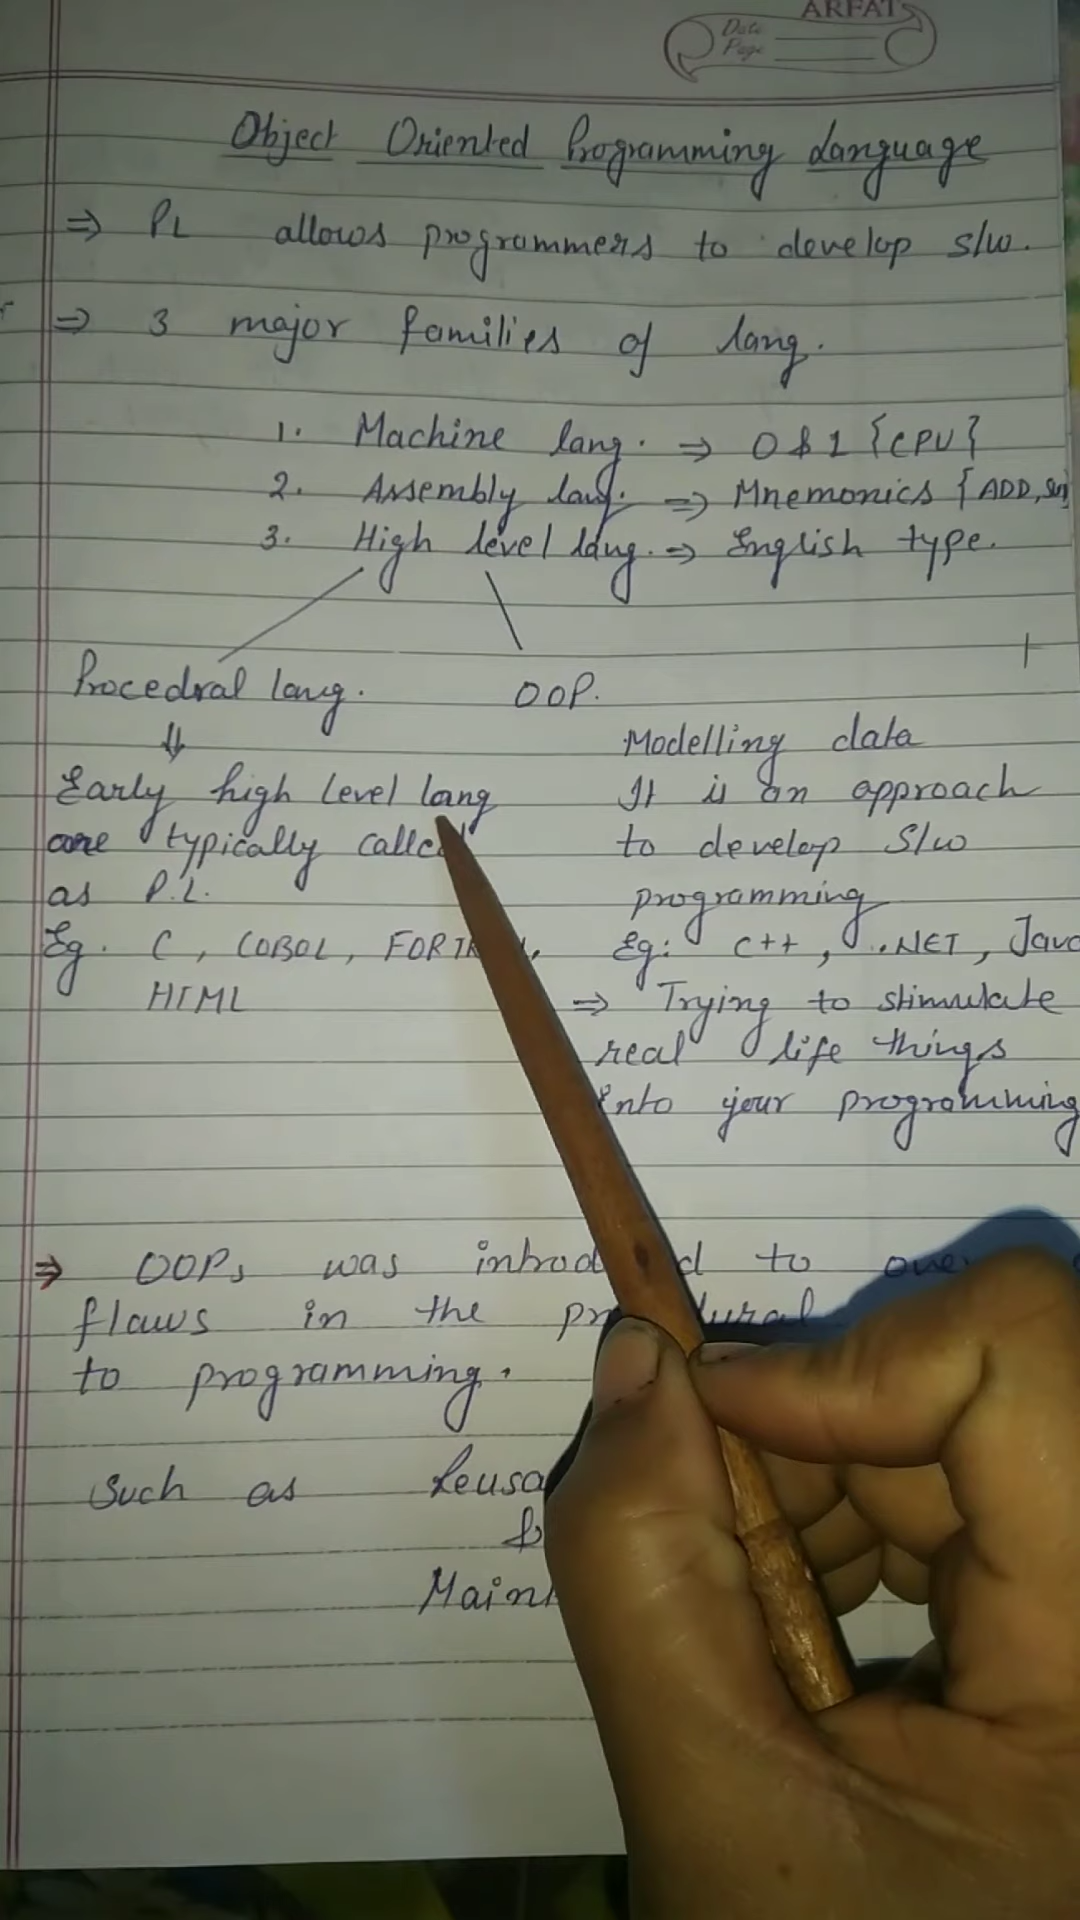 ARFAT
Date
Page
Object Oriented Programming Language
⇒ PL allows programmers to develop s/w.
⇒ 3 major families of lang.
1. Machine lang. ⇒ 0 & 1 {CPU}
2. Assembly lang. ⇒ Mnemonics {ADD,
3. High level lang. ⇒ English type.
Procedral lang.
⇓
Early high level lang
are typically called
as P.L.
Eg. C, COBOL,
HTML
OOP.
Modelling data
It is an approach
to develop S/w
programming
Eg: C++, .NET, Java
⇒ Trying to stimulate
real life things
into your programming
⇒ OOPs was to
flaws in the
to programming.
Such as
&